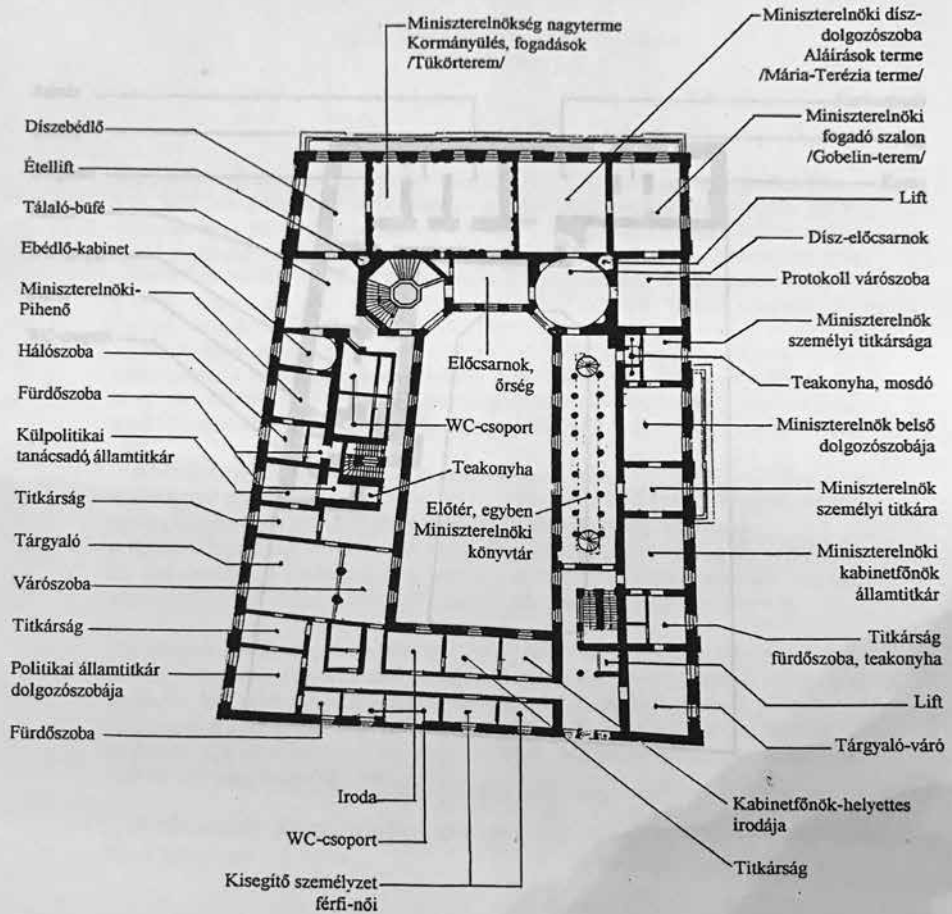 Miniszterelnökség nagyterme
Kormányülés, fogadások
/Tükörterem/
Miniszterelnöki dísz-
dolgozószoba
Aláírások terme
/Mária-Terézia terme/
Miniszterelnöki
fogadó szalon
/Gobelin-terem/
Lift
Dísz-előcsarnok
Protokoll várószoba
Miniszterelnök
személyi titkársága
Teakonyha, mosdó
Miniszterelnök belső
dolgozószobája
Miniszterelnök
személyi titkára
Miniszterelnöki
kabinetfőnök
államtitkár
Titkárság
fürdőszoba, teakonyha
Lift
Tárgyaló-váró
Kabinetfőnök-helyettes
irodája
Titkárság
Díszebédlő
Étellift
Tálaló-büfé
Ebédlő-kabinet
Miniszterelnöki-
Pihenő
Hálószoba
Fürdőszoba
Külpolitikai
tanácsadó, államtitkár
Titkárság
Tárgyaló
Várószoba
Titkárság
Politikai államtitkár
dolgozószobája
Fürdőszoba
Előcsarnok,
őrség
WC-csoport
Teakonyha
Előtér, egyben
Miniszterelnöki
könyvtár
Iroda
WC-csoport
Kisegítő személyzet
férfi-női